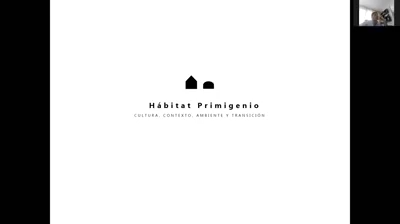 Hábitat Primigenio
CULTURA, CONTEXTO, AMBIENTE Y TRANSICIÓN